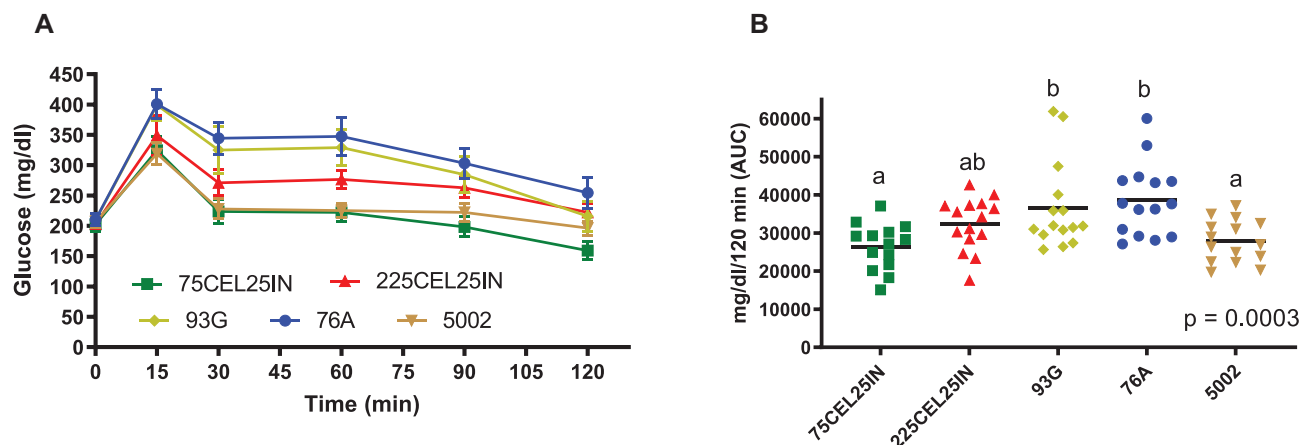 A
Glucose (mg/dl)
450
400
350
300
250
200
150
100
50
0
75CEL25IN 225CEL25IN
93G 76A 5002
0 15 30 45 60 75 90 105 120
Time (min)
B
mg/dl/120 min (AUC)
60000
50000
40000
30000
20000
10000
0
a ab b b a
p = 0.0003
75CEL25IN 225CEL25IN 93G 76A 5002